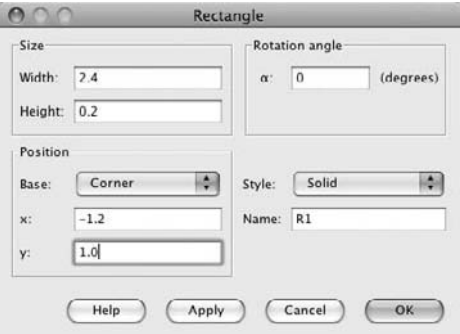 Rectangle
Size
Width: 2.4
Height: 0.2
Rotation angle
α: 0 (degrees)
Position
Base: Corner
x: -1.2
y: 1.0
Style: Solid
Name: R1
Help Apply Cancel OK